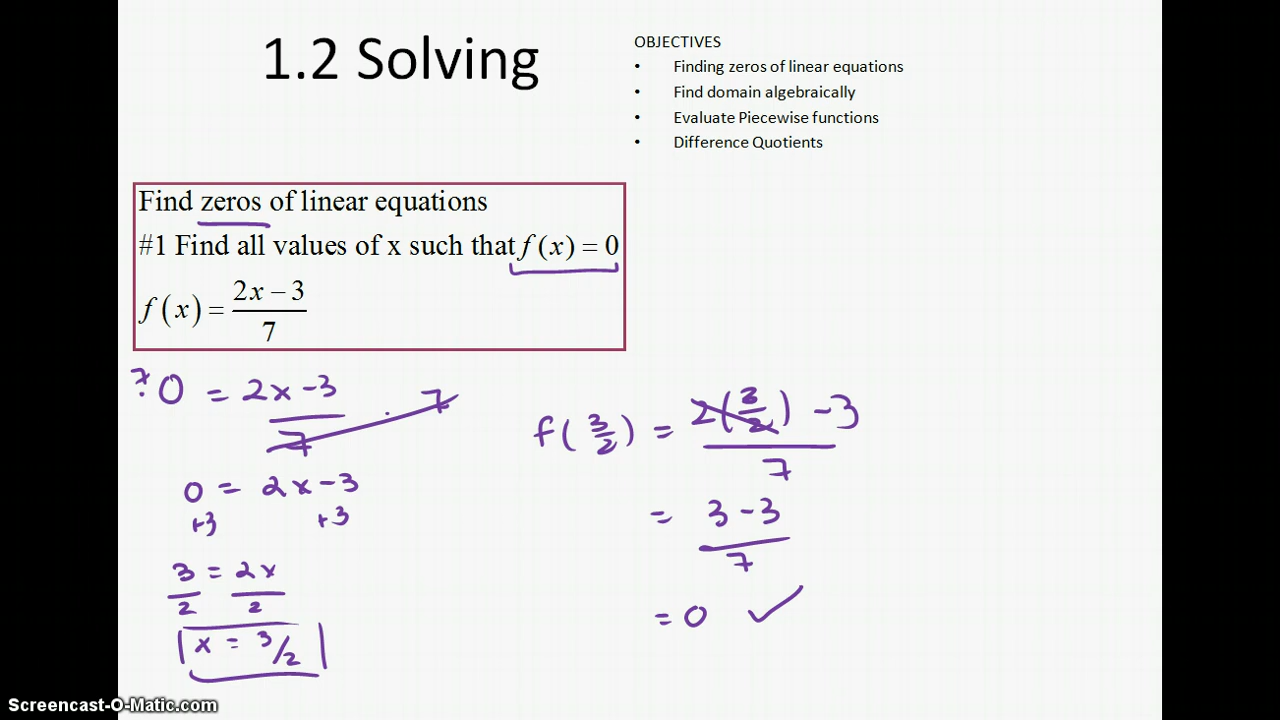 1.2 Solving
OBJECTIVES
• Finding zeros of linear equations
• Find domain algebraically
• Evaluate Piecewise functions
• Difference Quotients
Find zeros of linear equations
#1 Find all values of x such that f(x) = 0
f(x) = 2x − 3
7
7·0 = 2x −3 · 7
7
0 = 2x −3
+3 +3
3 = 2x
2 2
x = 3/2
f(3/2) = 2(3/2) −3
7
= 3 −3
7
= 0 ✓
Screencast-O-Matic.com